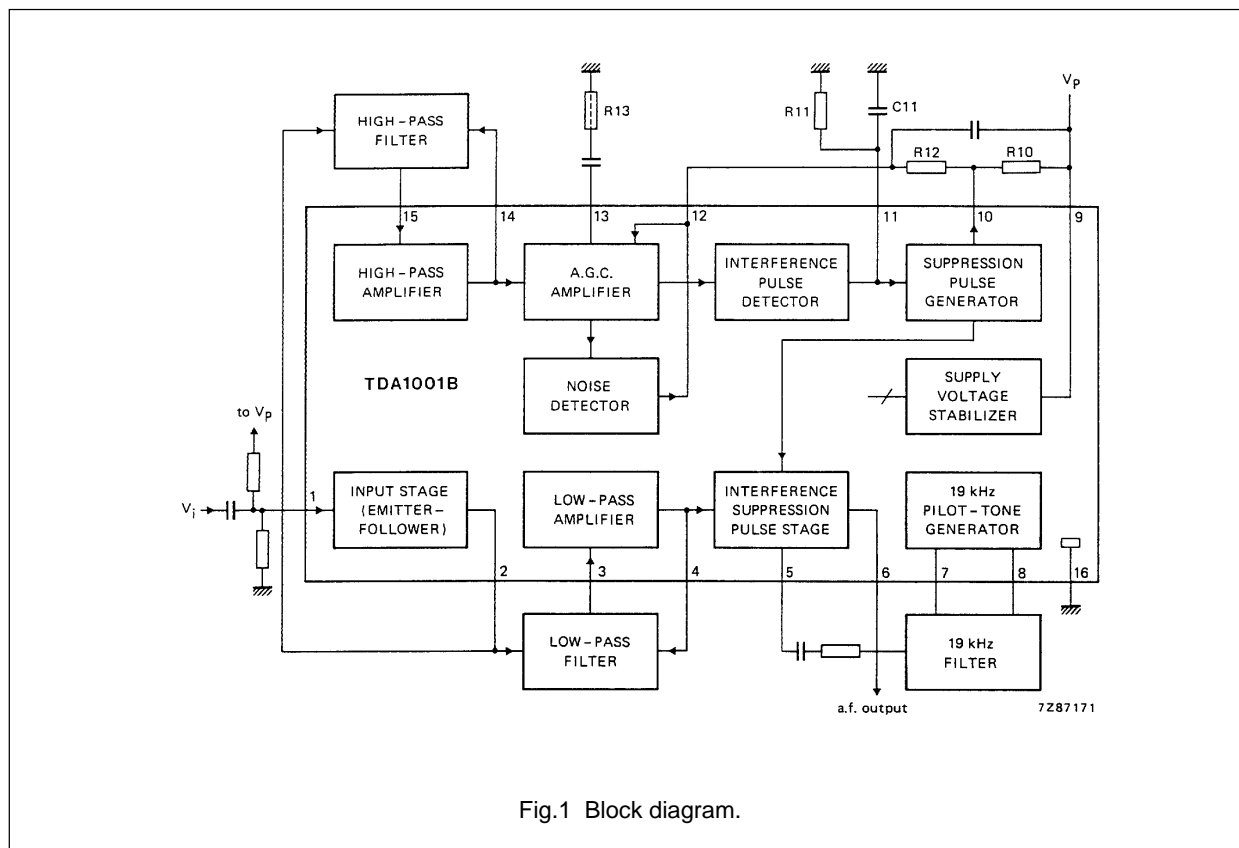 V_P
R13
R11
C11
R12
R10
HIGH-PASS
FILTER
15
14
13
12
11
10
9
HIGH-PASS
AMPLIFIER
A.G.C.
AMPLIFIER
INTERFERENCE
PULSE
DETECTOR
SUPPRESSION
PULSE
GENERATOR
TDA1001B
NOISE
DETECTOR
SUPPLY
VOLTAGE
STABILIZER
to V_P
V_i
1
INPUT STAGE
(EMITTER-
FOLLOWER)
LOW-PASS
AMPLIFIER
INTERFERENCE
SUPPRESSION
PULSE STAGE
19 kHz
PILOT-TONE
GENERATOR
2
3
4
5
6
7
8
16
LOW-PASS
FILTER
19 kHz
FILTER
a.f. output
7Z87171
Fig.1 Block diagram.